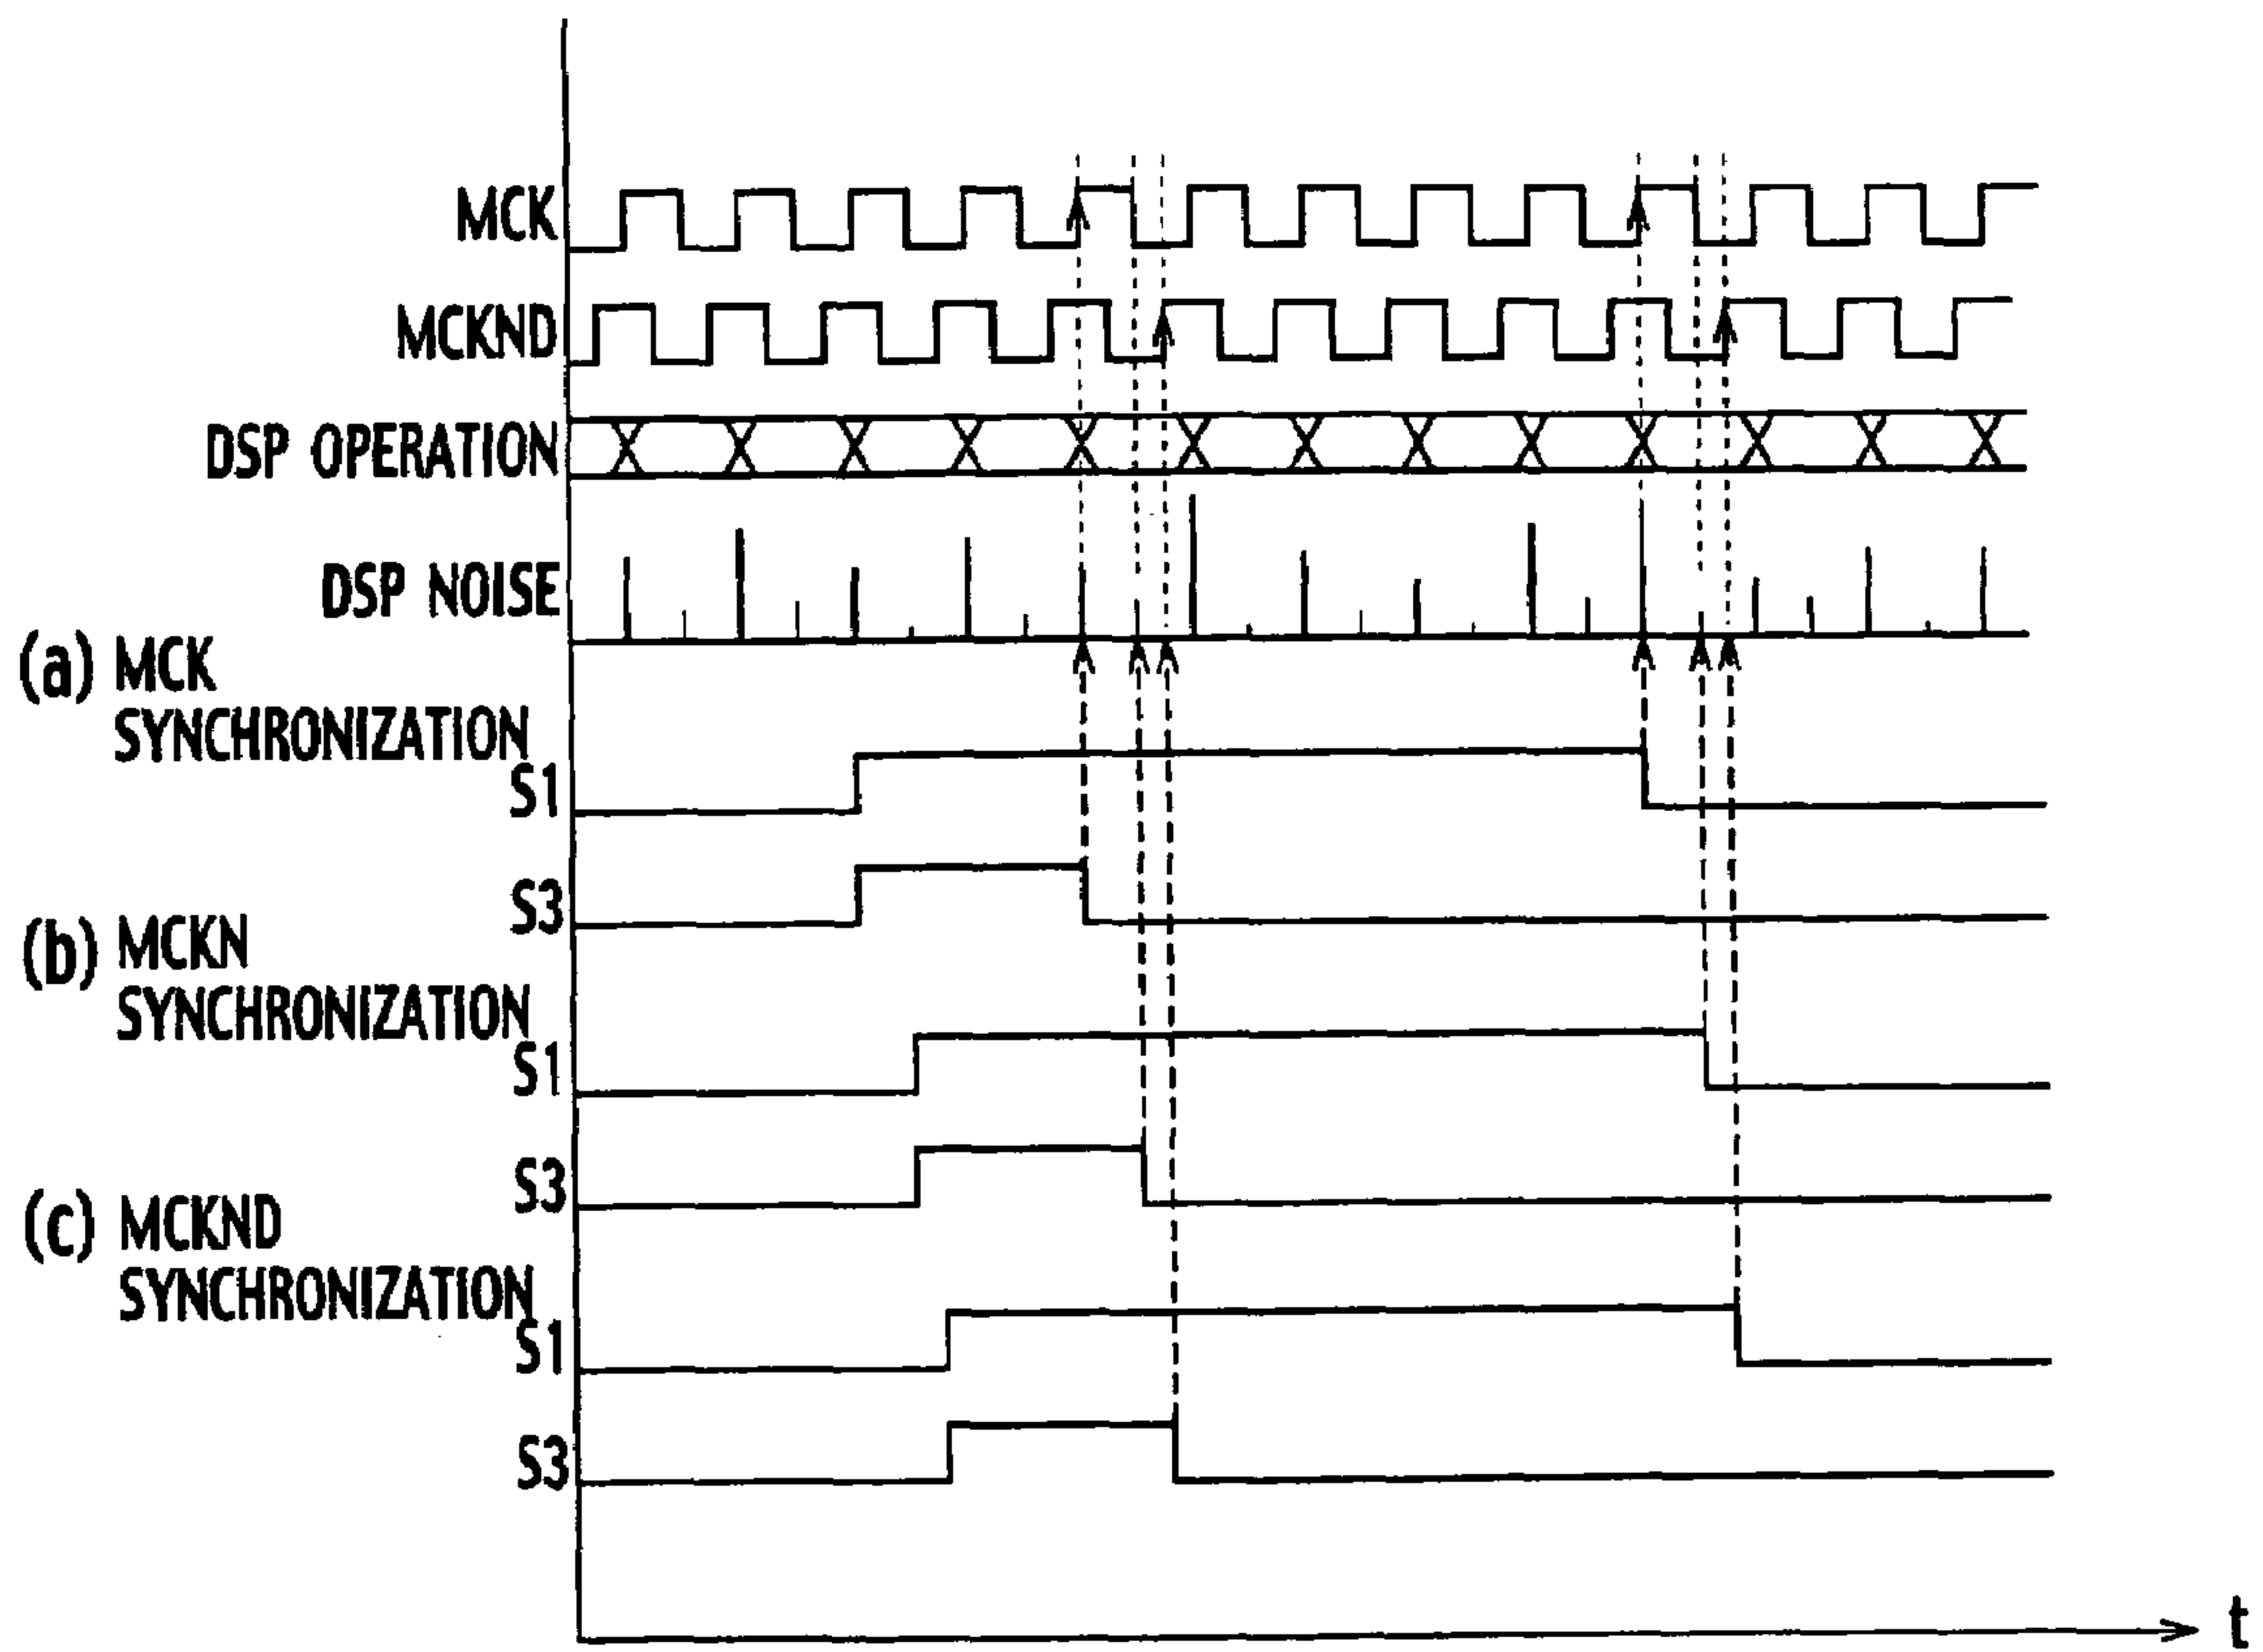 MCK
MCKND
DSP OPERATION
DSP NOISE
(a) MCK
SYNCHRONIZATION
S1
S3
(b) MCKN
SYNCHRONIZATION
S1
S3
(c) MCKND
SYNCHRONIZATION
S1
S3
t